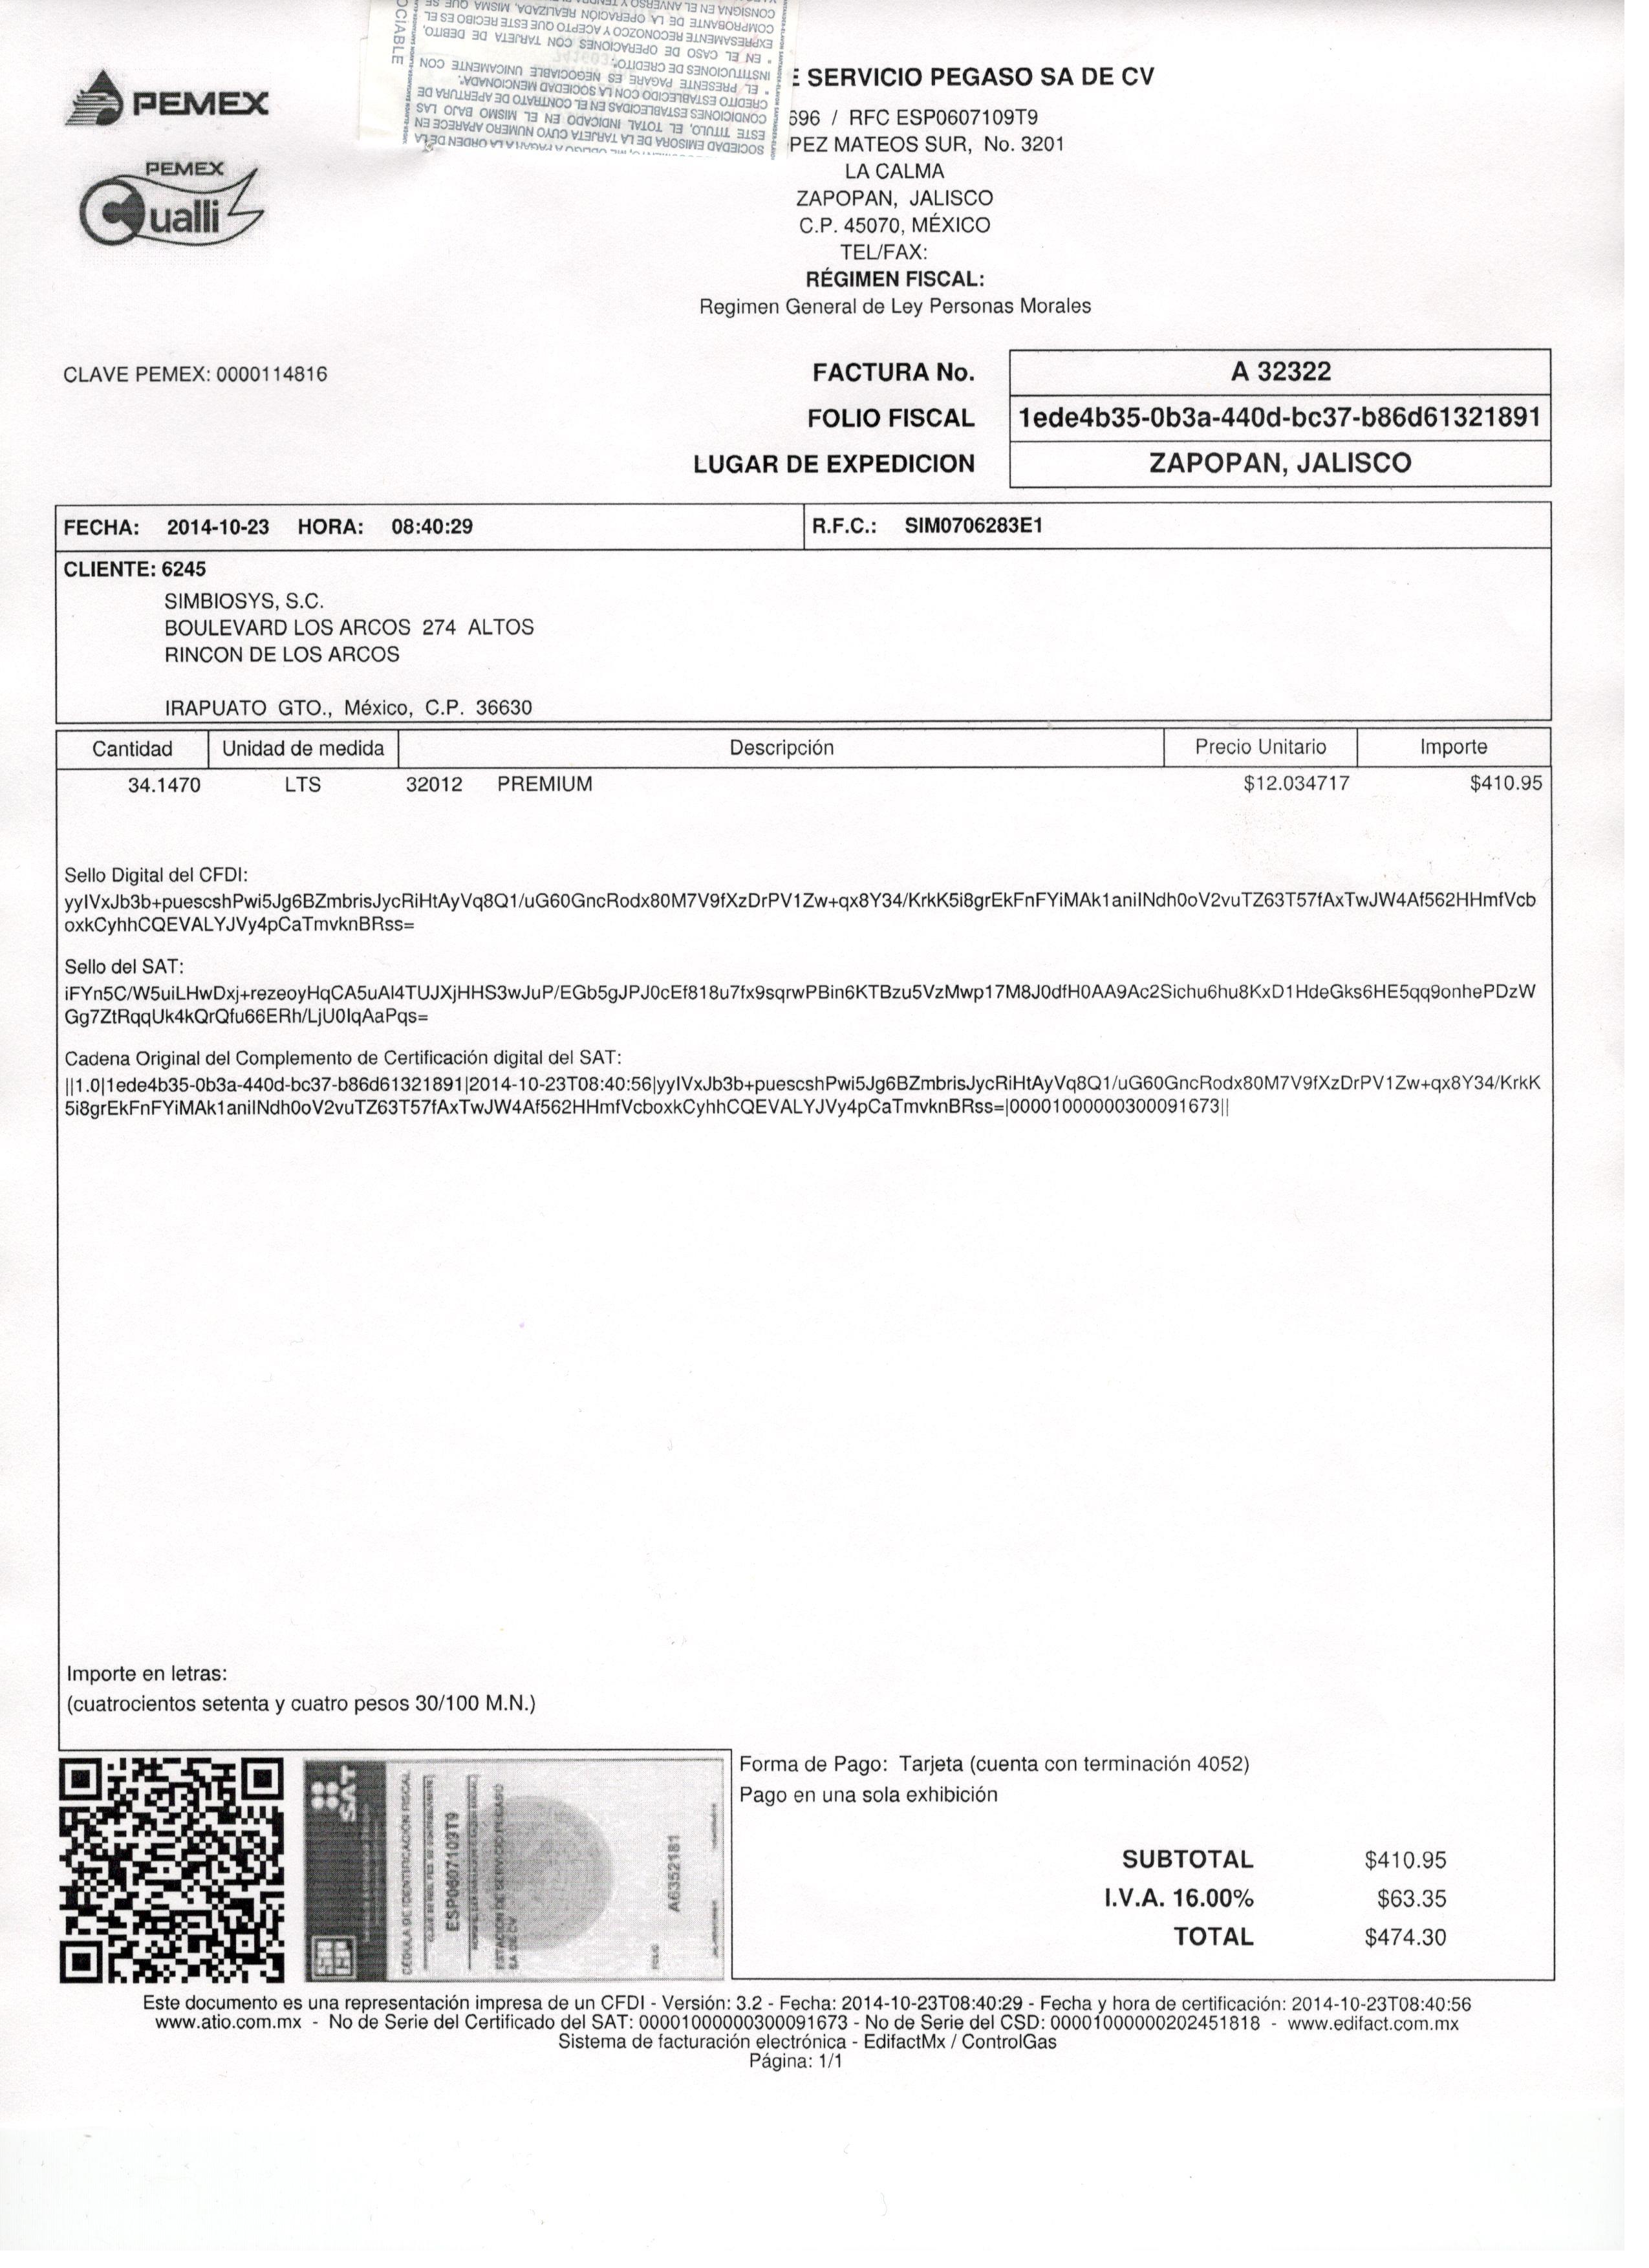 PEMEX
PEMEX
Cualli
OCIABLE
CONSIGNA EN EL ANVERSO Y
COMPROBANTE DE LA OPERACION REALIZADA, MISMA QUE SE
EXPRESAMENTE RECONOZCO Y ACEPTO QUE ESTE RECIBO ES EL
* EN EL CASO DE OPERACIONES CON TARJETA DE DEBITO,
INSTITUCIONES DE CREDITO.
* EL PRESENTE PAGARE ES NEGOCIABLE UNICAMENTE CON
CREDITO ESTABLECIDO CON LA SOCIEDAD MENCIONADA.
CONDICIONES ESTABLECIDAS EN EL CONTRATO DE APERTURA DE
ESTE TITULO, EL TOTAL INDICADO EN EL MISMO BAJO LAS
SOCIEDAD EMISORA DE LA TARJETA CUYO NUMERO APARECE EN
A LA ORDEN DE LA
E SERVICIO PEGASO SA DE CV
696 / RFC ESP0607109T9
PEZ MATEOS SUR, No. 3201
LA CALMA
ZAPOPAN, JALISCO
C.P. 45070, MÉXICO
TEL/FAX:
RÉGIMEN FISCAL:
Regimen General de Ley Personas Morales
CLAVE PEMEX: 0000114816
FACTURA No. A 32322
FOLIO FISCAL 1ede4b35-0b3a-440d-bc37-b86d61321891
LUGAR DE EXPEDICION ZAPOPAN, JALISCO
FECHA: 2014-10-23 HORA: 08:40:29 R.F.C.: SIM0706283E1
CLIENTE: 6245
SIMBIOSYS, S.C.
BOULEVARD LOS ARCOS 274 ALTOS
RINCON DE LOS ARCOS
IRAPUATO GTO., México, C.P. 36630
Cantidad Unidad de medida Descripción Precio Unitario Importe
34.1470 LTS 32012 PREMIUM $12.034717 $410.95
Sello Digital del CFDI:
yyIVxJb3b+puescshPwi5Jg6BZmbrisJycRiHtAyVq8Q1/uG60GncRodx80M7V9fXzDrPV1Zw+qx8Y34/KrkK5i8grEkFnFYiMAk1anilNdh0oV2vuTZ63T57fAxTwJW4Af562HHmfVcb
oxkCyhhCQEVALYJVy4pCaTmvknBRss=
Sello del SAT:
iFYn5C/W5uiLHwDxj+rezeoyHqCA5uAl4TUJXjHHS3wJuP/EGb5gJPJ0cEf818u7fx9sqrwPBin6KTBzu5VzMwp17M8J0dfH0AA9Ac2Sichu6hu8KxD1HdeGks6HE5qq9onhePDzW
Gg7ZtRqqUk4kQrQfu66ERh/LjU0IqAaPqs=
Cadena Original del Complemento de Certificación digital del SAT:
||1.0|1ede4b35-0b3a-440d-bc37-b86d61321891|2014-10-23T08:40:56|yyIVxJb3b+puescshPwi5Jg6BZmbrisJycRiHtAyVq8Q1/uG60GncRodx80M7V9fXzDrPV1Zw+qx8Y34/KrkK
5i8grEkFnFYiMAk1anilNdh0oV2vuTZ63T57fAxTwJW4Af562HHmfVcboxkCyhhCQEVALYJVy4pCaTmvknBRss=|00001000000300091673||
Importe en letras:
(cuatrocientos setenta y cuatro pesos 30/100 M.N.)
SAT
SHCP
CÉDULA DE IDENTIFICACIÓN FISCAL
ESP0607109T9
ESTACION DE SERVICIO PEGASO
SA DE CV
FOLIO
A6352181
Forma de Pago: Tarjeta (cuenta con terminación 4052)
Pago en una sola exhibición
SUBTOTAL $410.95
I.V.A. 16.00% $63.35
TOTAL $474.30
Este documento es una representación impresa de un CFDI - Versión: 3.2 - Fecha: 2014-10-23T08:40:29 - Fecha y hora de certificación: 2014-10-23T08:40:56
www.atio.com.mx - No de Serie del Certificado del SAT: 00001000000300091673 - No de Serie del CSD: 00001000000202451818 - www.edifact.com.mx
Sistema de facturación electrónica - EdifactMx / ControlGas
Página: 1/1